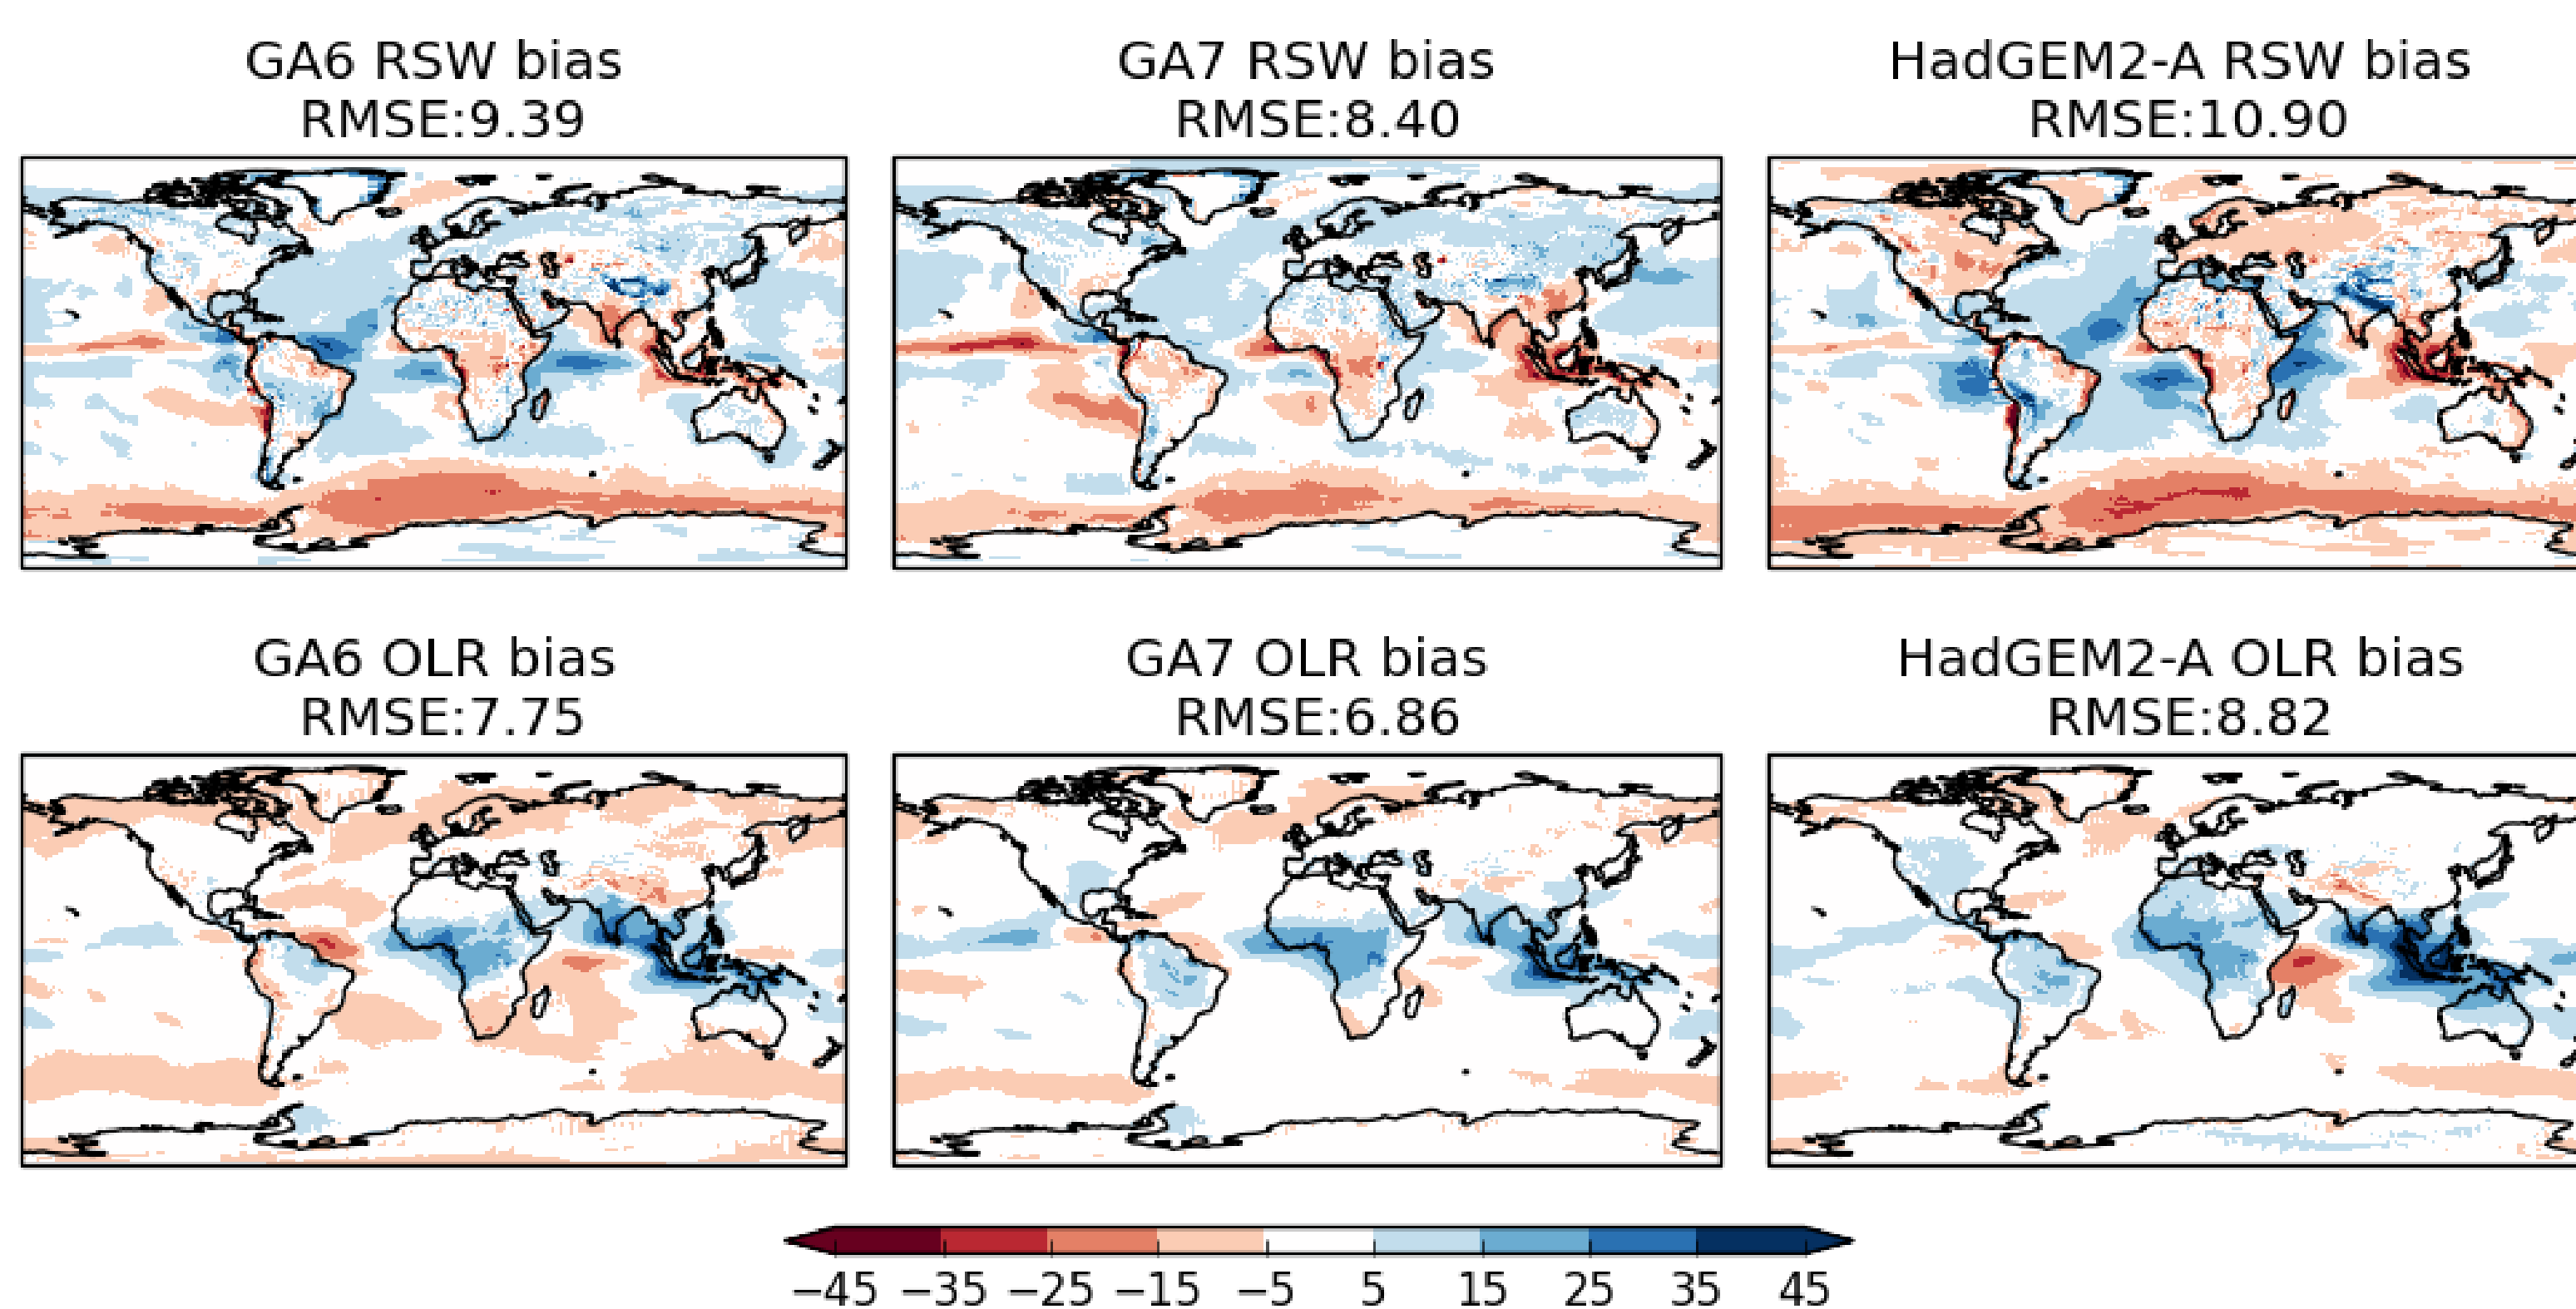 GA6 RSW bias
RMSE:9.39
GA7 RSW bias
RMSE:8.40
HadGEM2-A RSW bias
RMSE:10.90
GA6 OLR bias
RMSE:7.75
GA7 OLR bias
RMSE:6.86
HadGEM2-A OLR bias
RMSE:8.82
−45 −35 −25 −15 −5 5 15 25 35 45